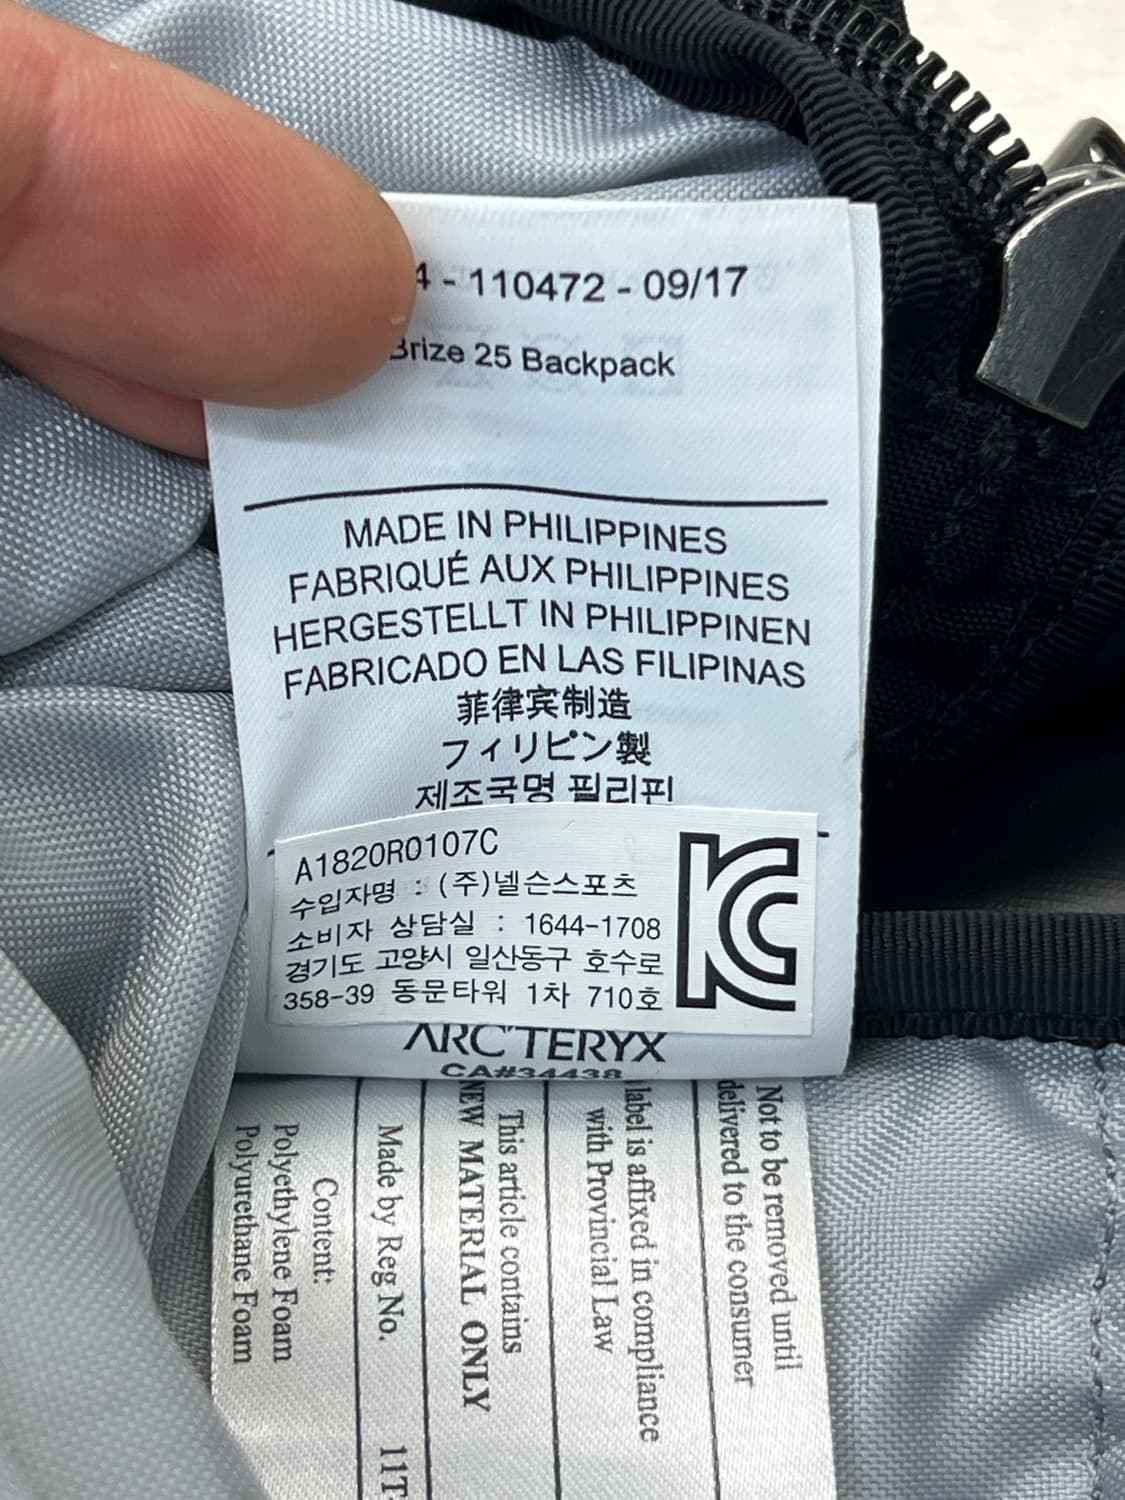 4 - 110472 - 09/17
Brize 25 Backpack
MADE IN PHILIPPINES
FABRIQUÉ AUX PHILIPPINES
HERGESTELLT IN PHILIPPINEN
FABRICADO EN LAS FILIPINAS
菲律宾制造
フィリピン製
제조국명 필리핀
A1820R0107C
수입자명 : (주)넬슨스포츠
소비자 상담실 : 1644-1708
경기도 고양시 일산동구 호수로
358-39 동문타워 1차 710호
ARC'TERYX
CA#34438
Not to be removed until
delivered to the consumer
label is affixed in compliance
with Provincial Law
This article contains
NEW MATERIAL ONLY
Made by Reg No. 11T-
Content:
Polyethylene Foam
Polyurethane Foam